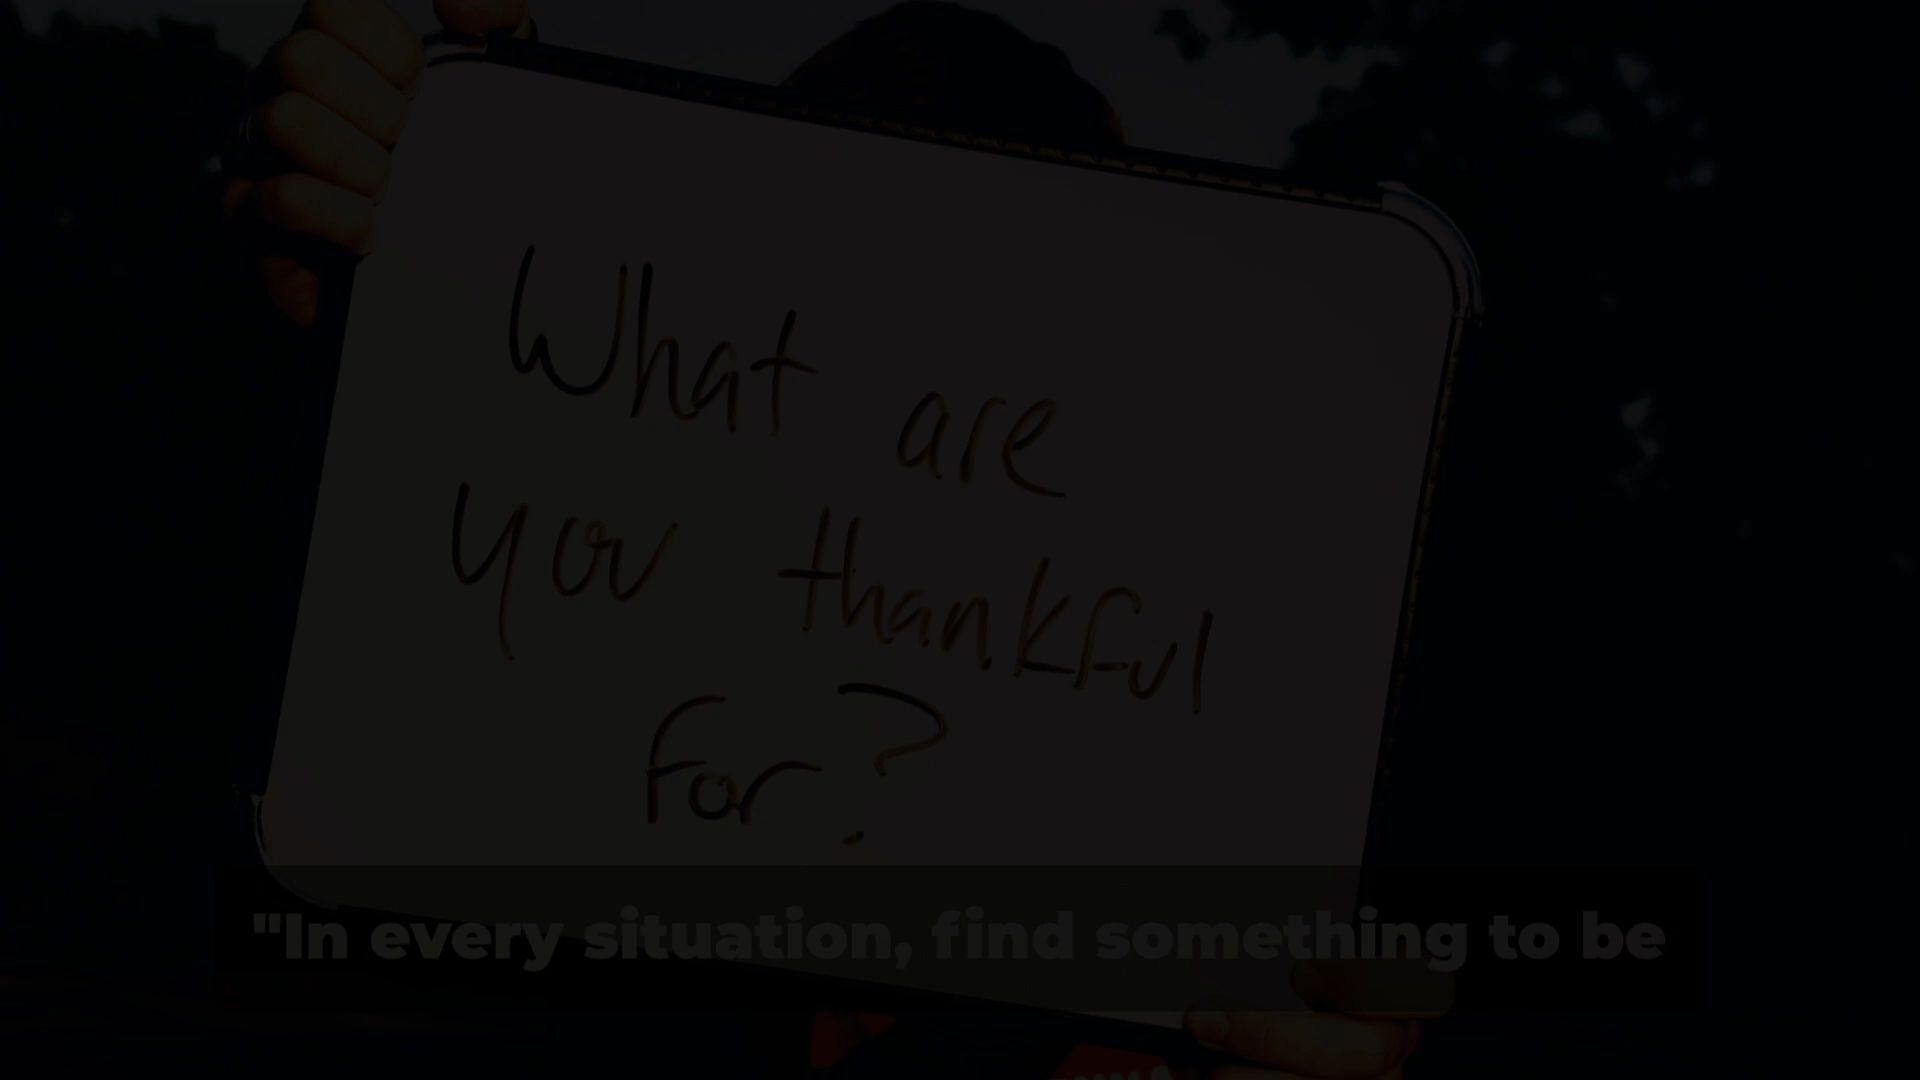 What are
you thankful
for?
"In every situation, find something to be